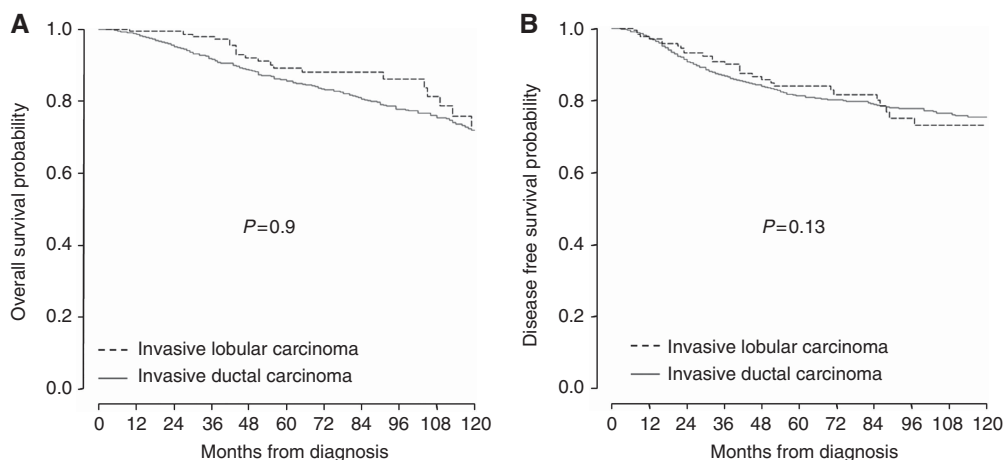 A
Overall survival probability
1.0
0.8
0.6
0.4
0.2
0.0
P=0.9
Invasive lobular carcinoma
Invasive ductal carcinoma
0 12 24 36 48 60 72 84 96 108 120
Months from diagnosis
B
Disease free survival probability
1.0
0.8
0.6
0.4
0.2
0.0
P=0.13
Invasive lobular carcinoma
Invasive ductal carcinoma
0 12 24 36 48 60 72 84 96 108 120
Months from diagnosis